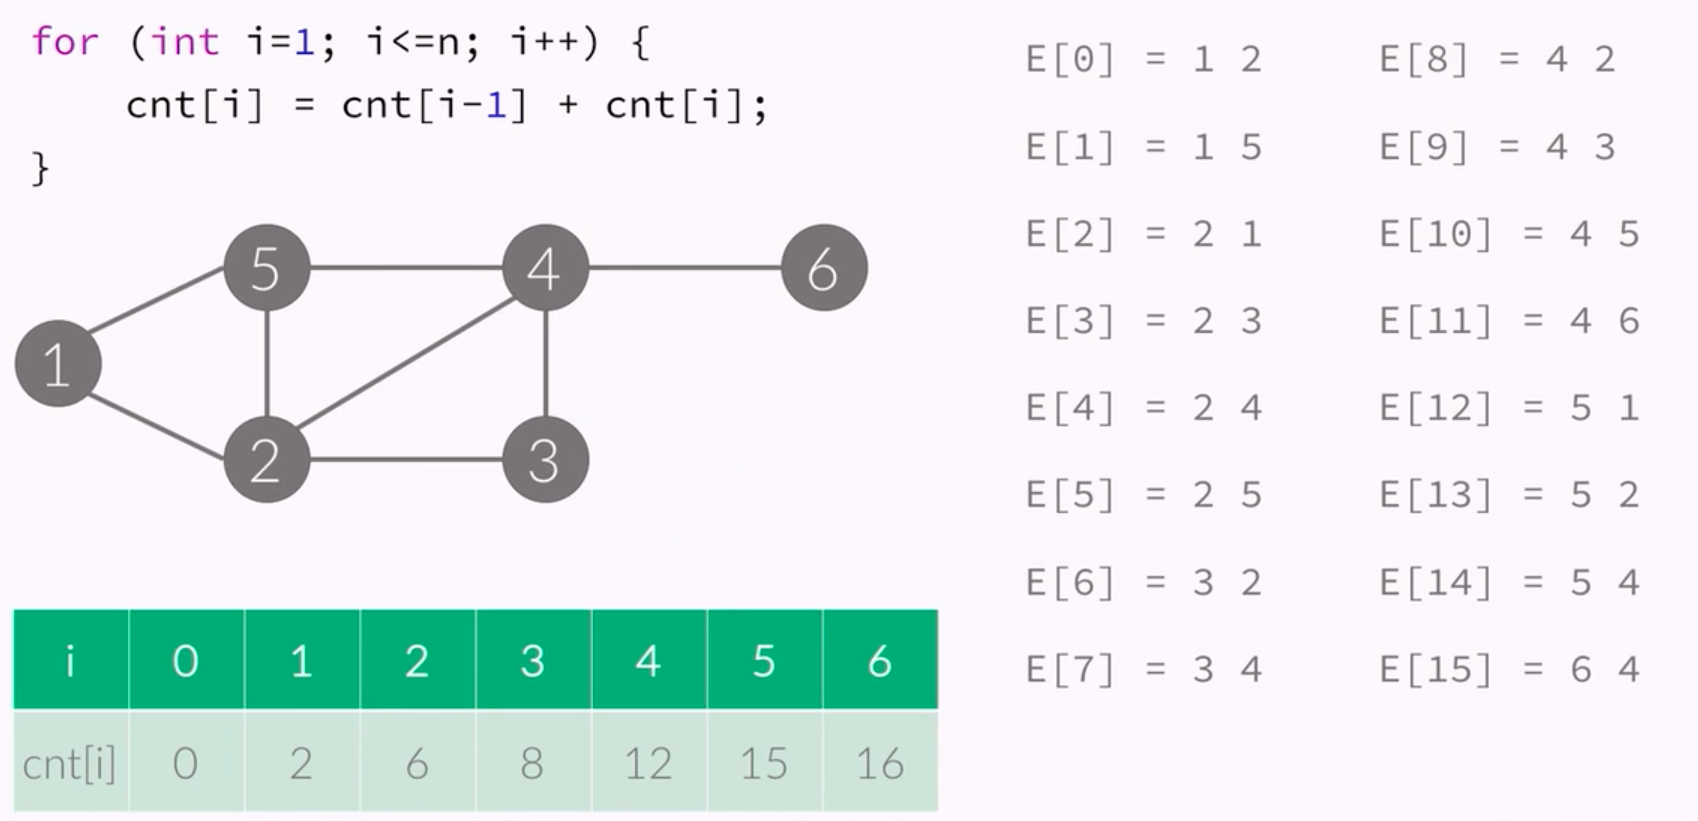 for (int i=1; i<=n; i++) {
    cnt[i] = cnt[i-1] + cnt[i];
}
5
4
6
1
2
3
i 0 1 2 3 4 5 6
cnt[i] 0 2 6 8 12 15 16
E[0] = 1 2
E[1] = 1 5
E[2] = 2 1
E[3] = 2 3
E[4] = 2 4
E[5] = 2 5
E[6] = 3 2
E[7] = 3 4
E[8] = 4 2
E[9] = 4 3
E[10] = 4 5
E[11] = 4 6
E[12] = 5 1
E[13] = 5 2
E[14] = 5 4
E[15] = 6 4